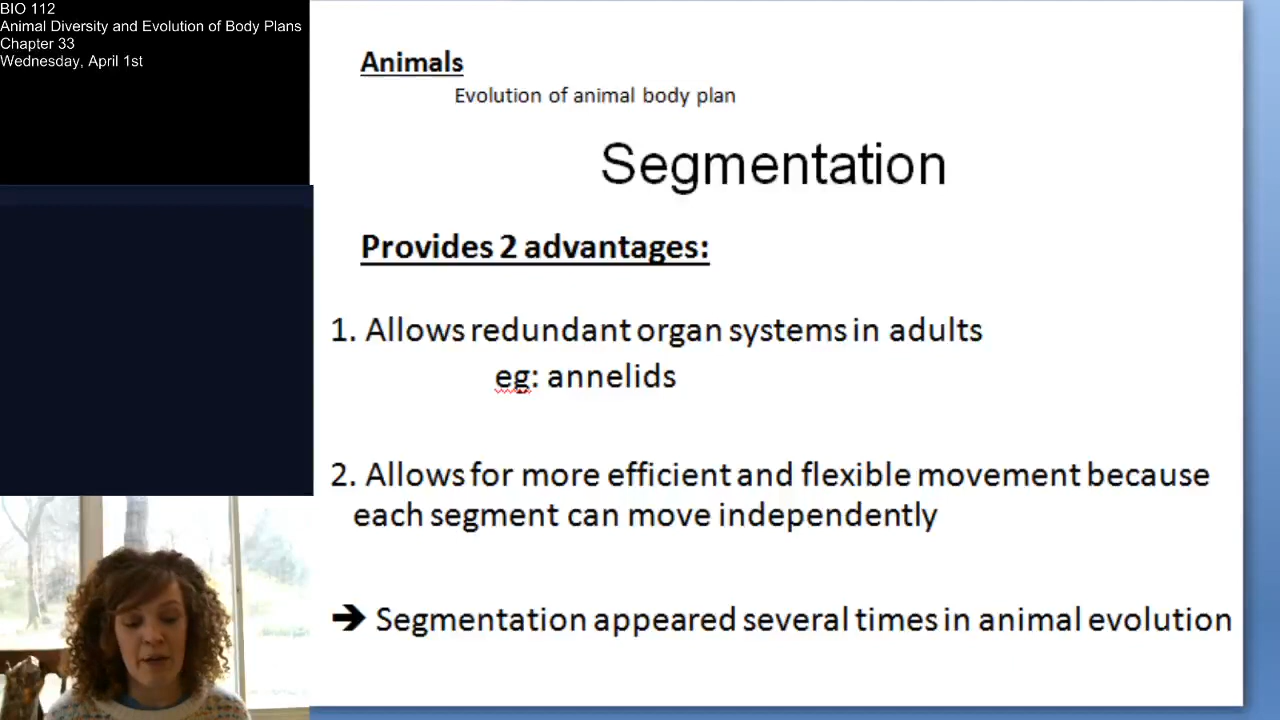 BIO 112
Animal Diversity and Evolution of Body Plans
Chapter 33
Wednesday, April 1st
Animals
Evolution of animal body plan
Segmentation
Provides 2 advantages:
1. Allows redundant organ systems in adults
eg: annelids
2. Allows for more efficient and flexible movement because
each segment can move independently
➔ Segmentation appeared several times in animal evolution